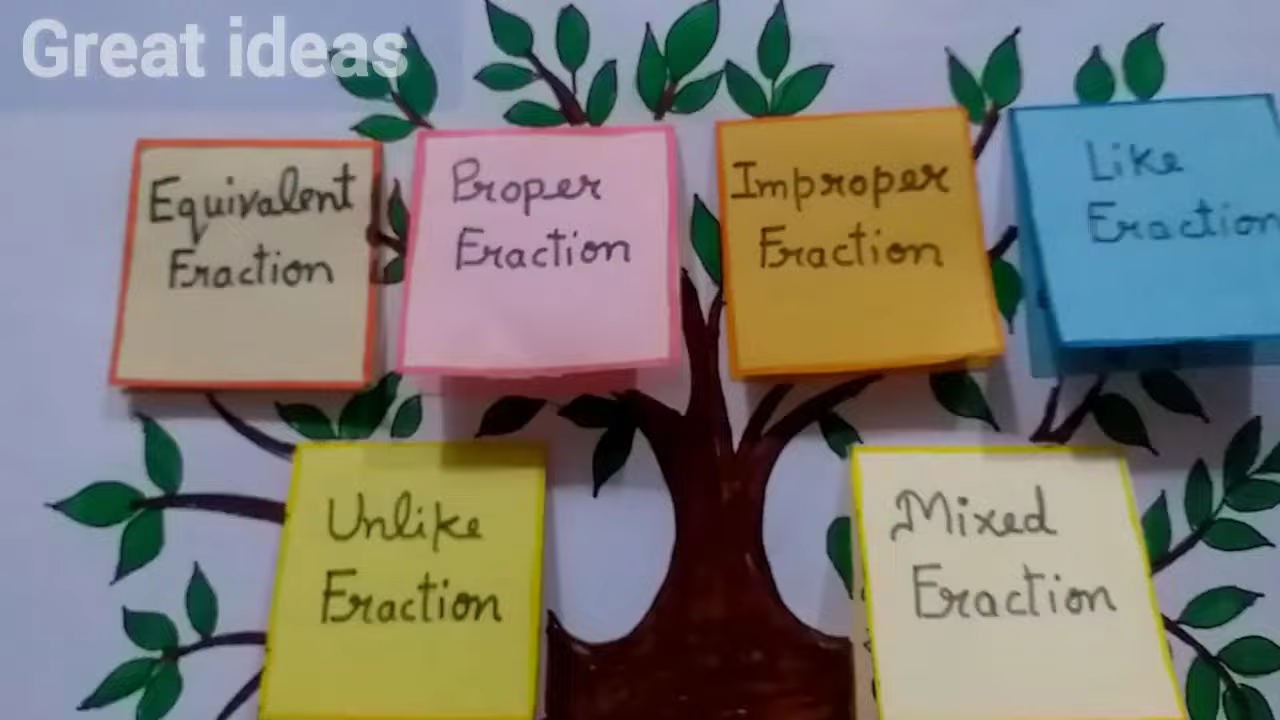 Great ideas
Equivalent
Fraction
Proper
Fraction
Improper
Fraction
Like
Fraction
Unlike
Fraction
Mixed
Fraction